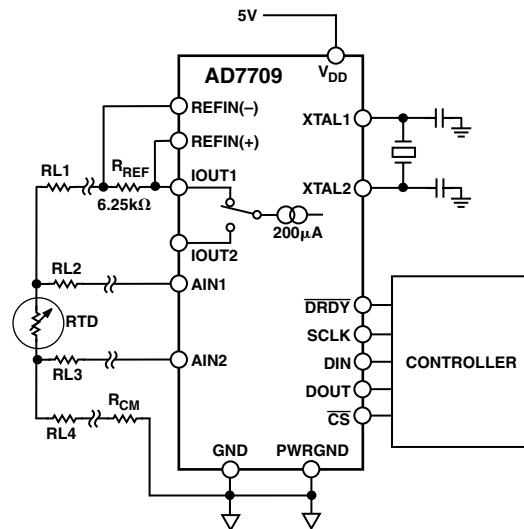 5V
AD7709
VDD
REFIN(–)
REFIN(+)
XTAL1
RL1
RREF
6.25kΩ
IOUT1
XTAL2
200μA
IOUT2
RL2
AIN1
RTD
DRDY
SCLK
DIN
DOUT
CS
CONTROLLER
RL3
AIN2
RL4
RCM
GND
PWRGND